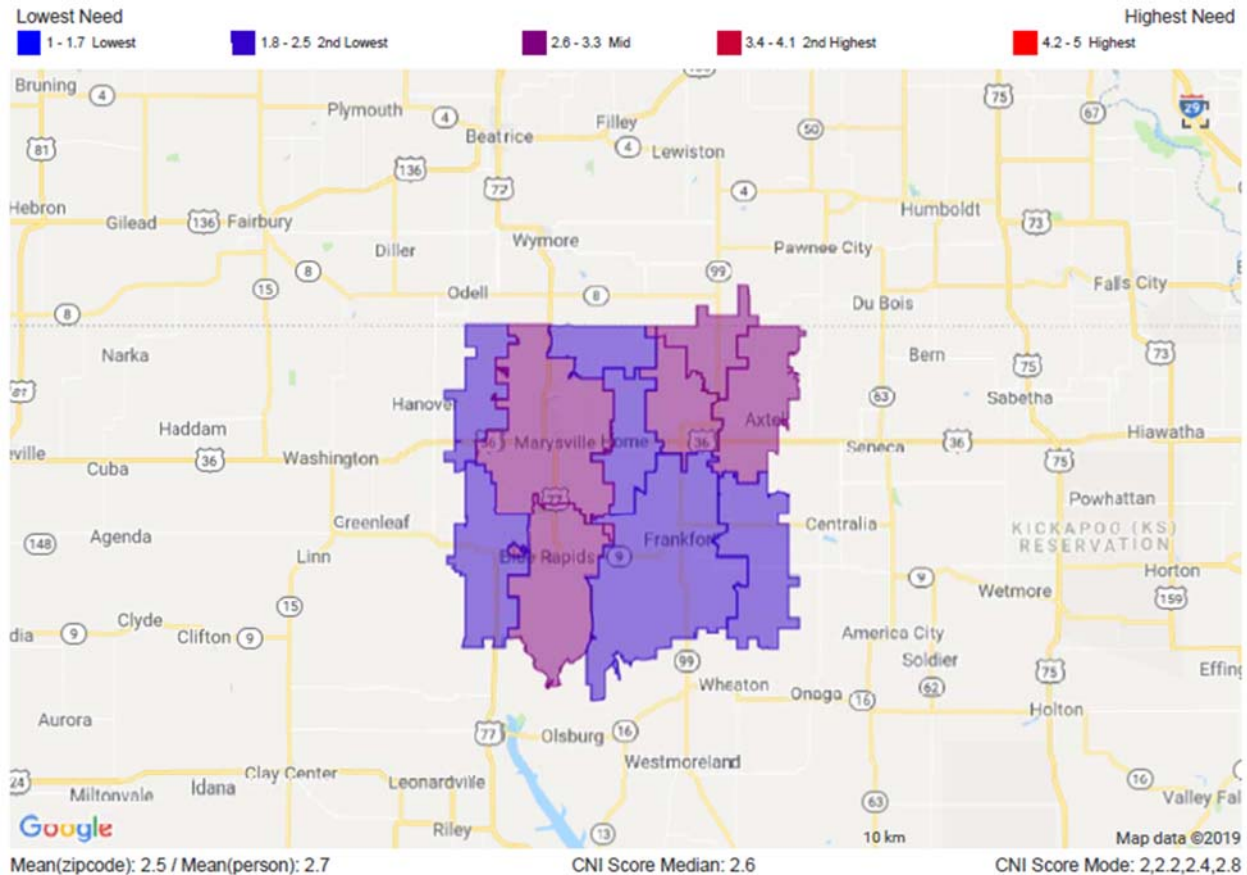 Lowest Need
Highest Need
1 - 1.7 Lowest
1.8 - 2.5 2nd Lowest
2.6 - 3.3 Mid
3.4 - 4.1 2nd Highest
4.2 - 5 Highest
Bruning
4
Plymouth
4
Filley
75
67
29
50
81
Beatrice
4
Lewiston
136
77
4
Hebron
Gilead
136
Fairbury
Humboldt
73
Diller
Wymore
Pawnee City
8
99
15
Odell
8
Du Bois
Falls City
8
Narka
Bern
73
75
81
Hanover
63
Sabetha
Haddam
Axtell
36
Marysville
Home
36
Seneca
36
Hiawatha
Cuba
36
Washington
75
77
Powhattan
Greenleaf
Centralia
KICKAPOO (KS)
RESERVATION
148
Agenda
Frankfort
Linn
Blue Rapids
9
Horton
9
Wetmore
159
15
Clyde
9
Clifton
9
America City
99
Soldier
75
Wheaton
62
Onaga
16
Holton
Aurora
77
Olsburg
16
Westmoreland
24
Clay Center
Leonardville
Miltonvale
Idana
63
16
Google
Riley
13
10 km
Map data ©2019
Mean(zipcode): 2.5 / Mean(person): 2.7
CNI Score Median: 2.6
CNI Score Mode: 2,2.2,2.4,2.8